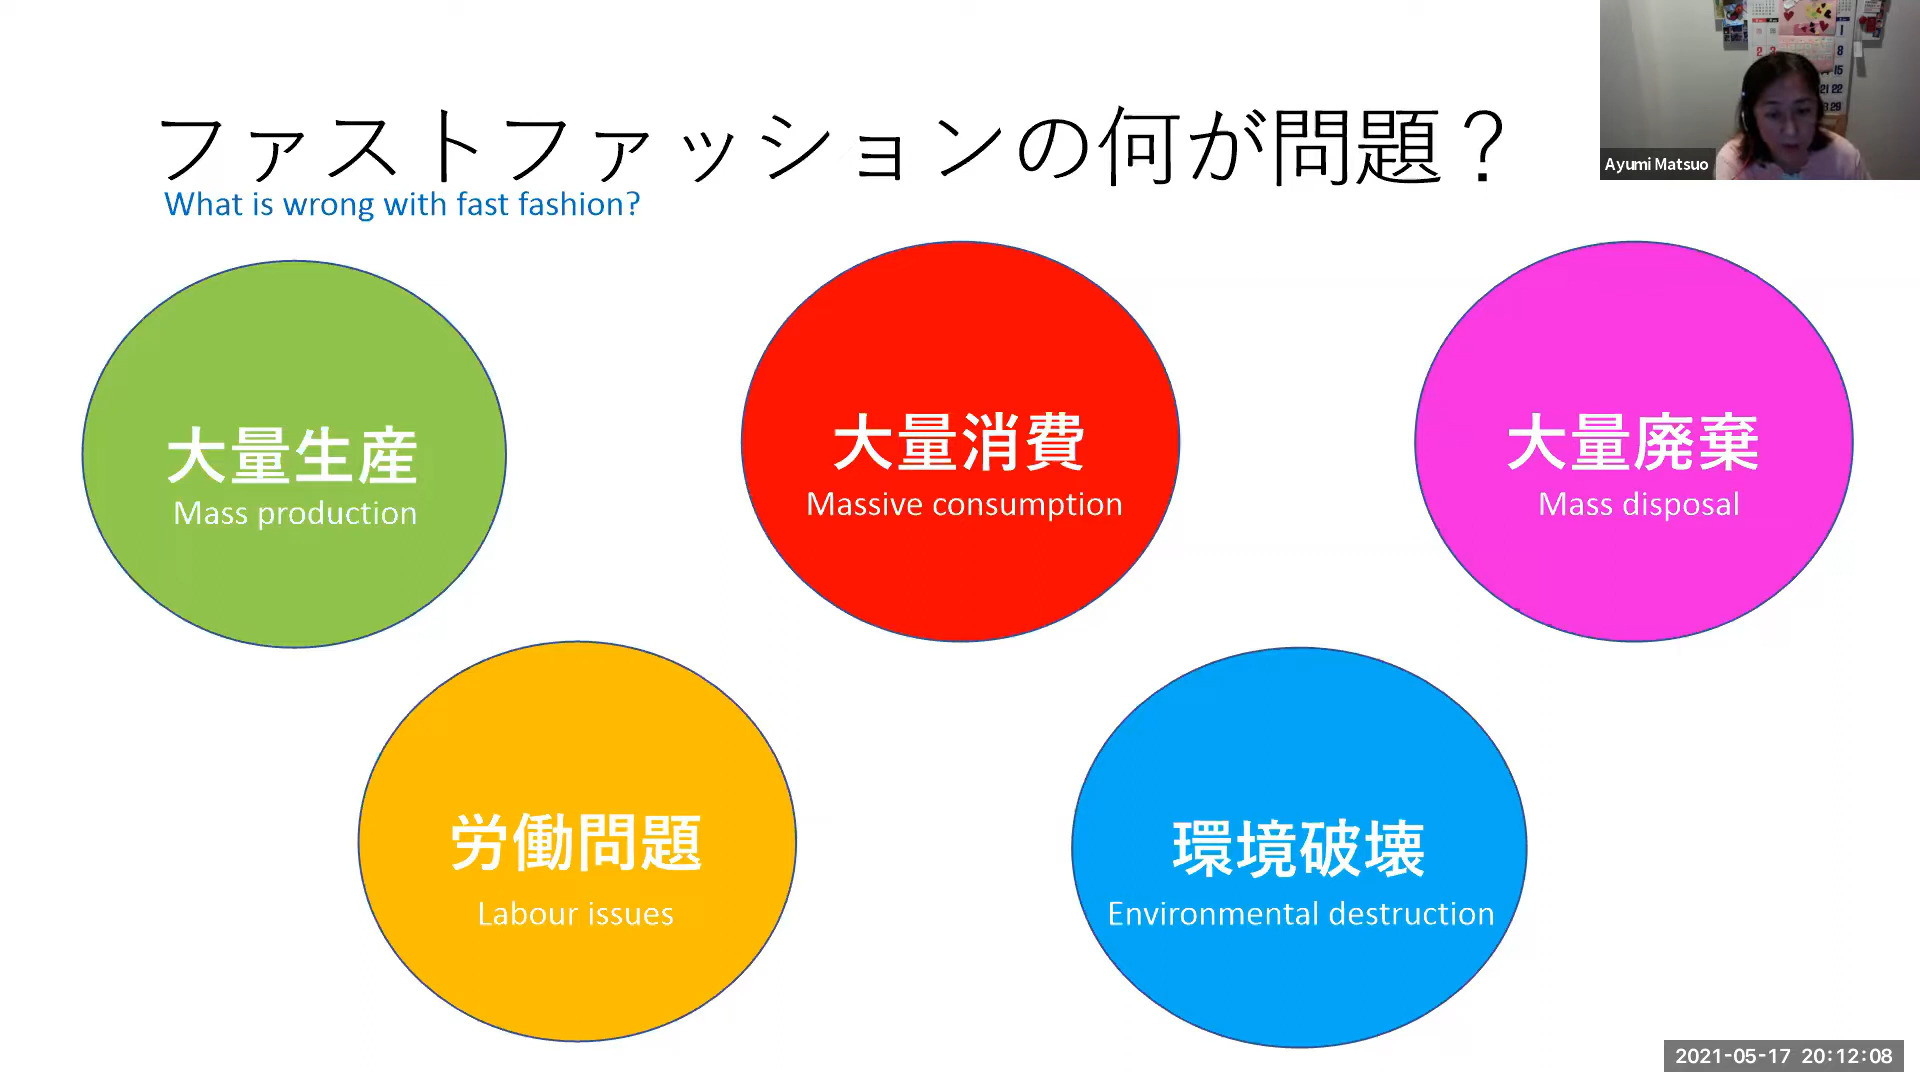 ファストファッションの何が問題？
What is wrong with fast fashion?
Ayumi Matsuo
大量生産
Mass production
大量消費
Massive consumption
大量廃棄
Mass disposal
労働問題
Labour issues
環境破壊
Environmental destruction
2021-05-17 20:12:08